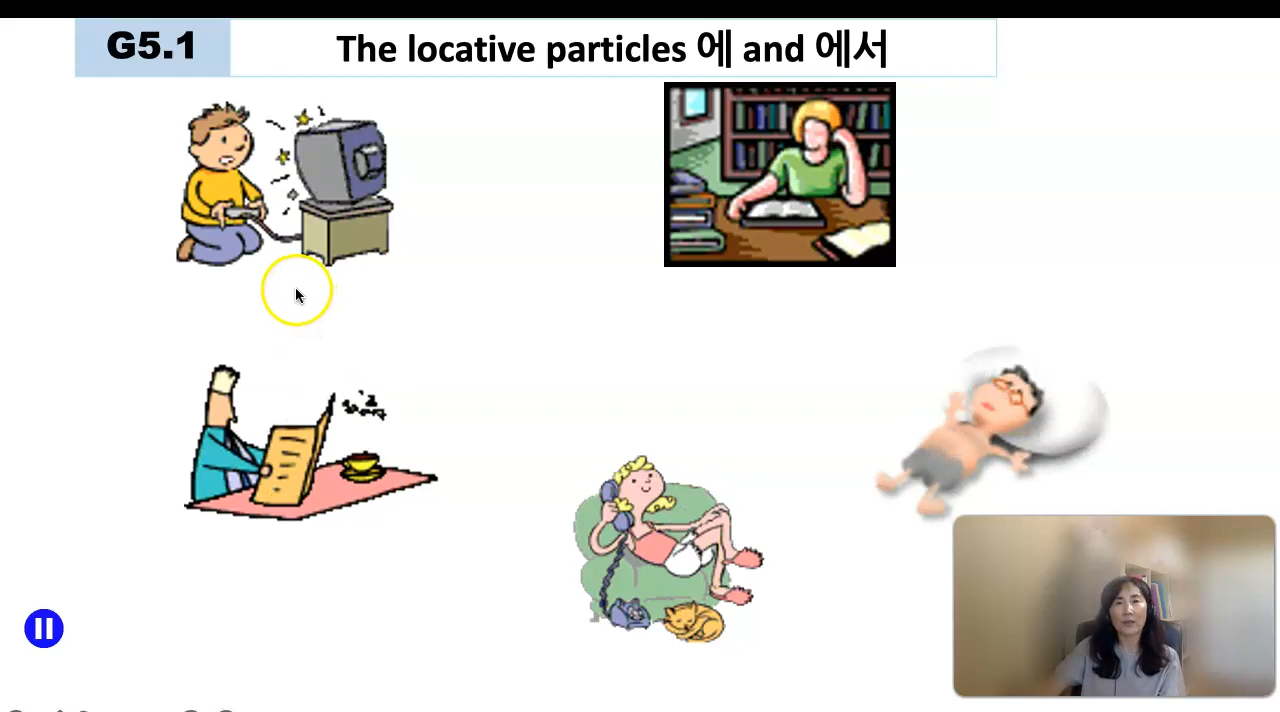 G5.1
The locative particles 에 and 에서